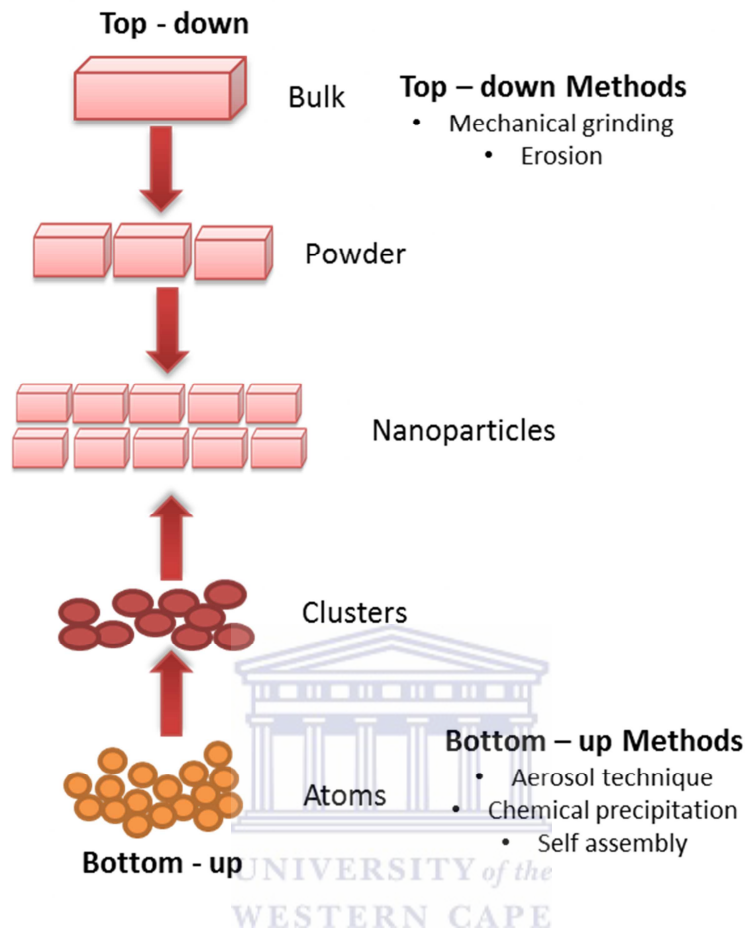 Top - down
Bulk
Top – down Methods
• Mechanical grinding
• Erosion
Powder
Nanoparticles
Clusters
Atoms
Bottom – up Methods
• Aerosol technique
• Chemical precipitation
• Self assembly
Bottom - up
UNIVERSITY of the
WESTERN CAPE